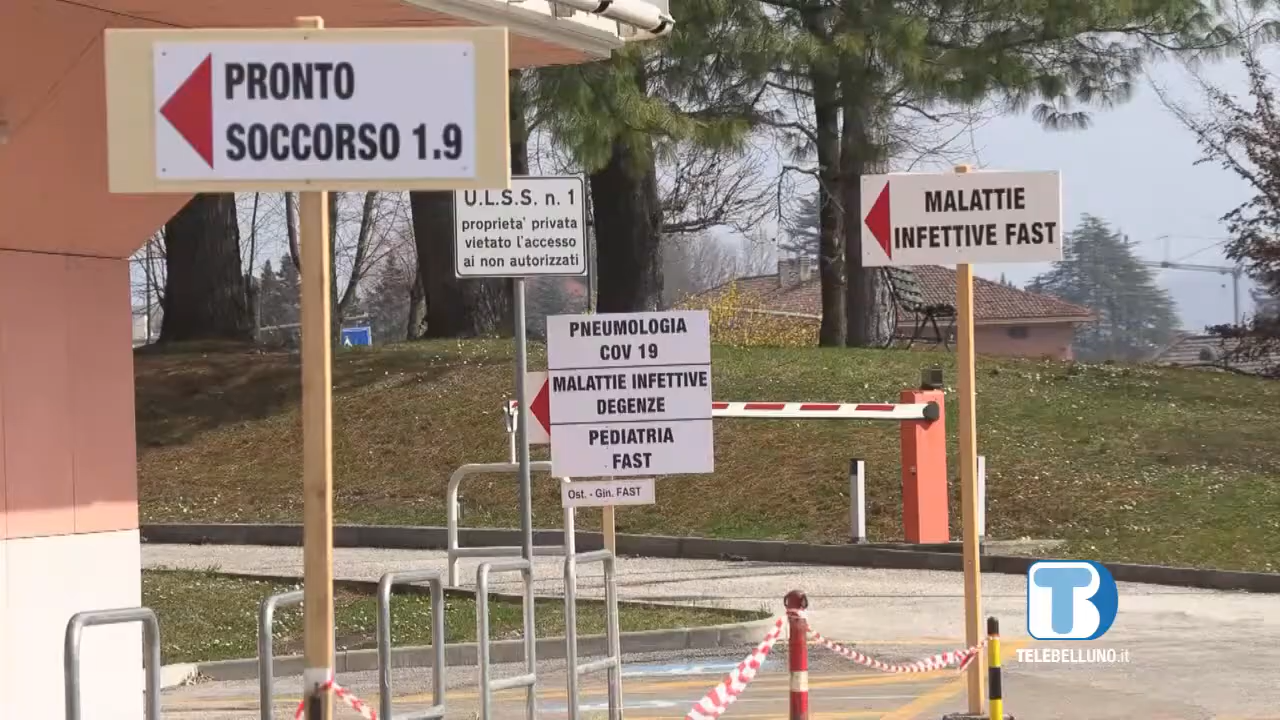 PRONTO
SOCCORSO 1.9
U.L.S.S. n. 1
proprieta' privata
vietato l'accesso
ai non autorizzati
MALATTIE
INFETTIVE FAST
PNEUMOLOGIA
COV 19
MALATTIE INFETTIVE
DEGENZE
PEDIATRIA
FAST
Ost. - Gin. FAST
TB
TELEBELLUNO.it